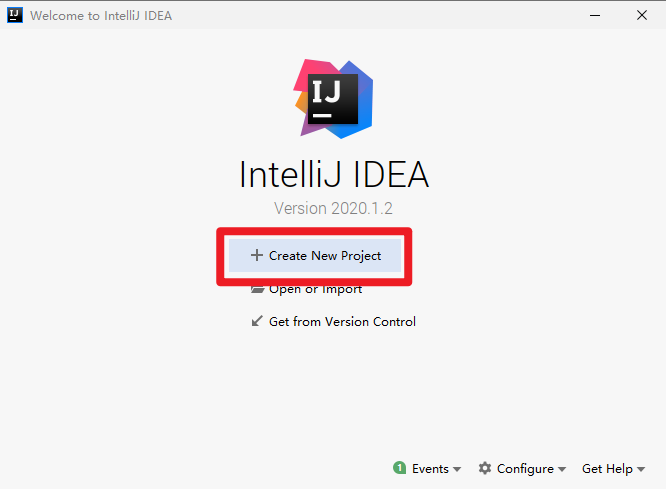 IJ Welcome to IntelliJ IDEA
IJ
IntelliJ IDEA
Version 2020.1.2
Create New Project
Open or Import
Get from Version Control
1 Events Configure Get Help